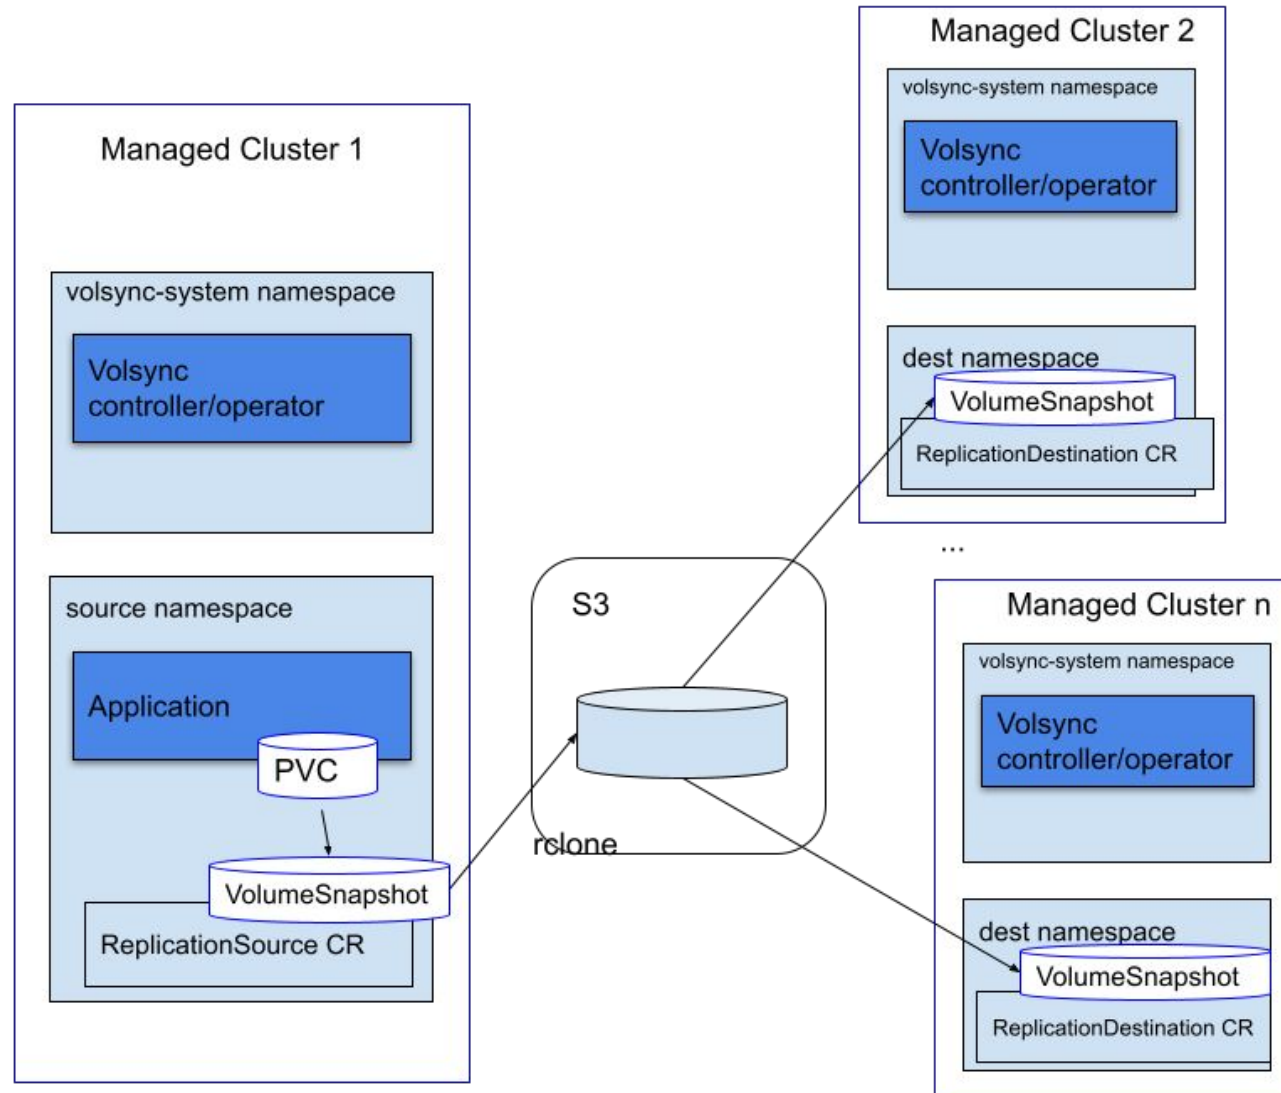 Managed Cluster 1
volsync-system namespace
Volsync
controller/operator
source namespace
Application
PVC
VolumeSnapshot
ReplicationSource CR
S3
rclone
Managed Cluster 2
volsync-system namespace
Volsync
controller/operator
dest namespace
VolumeSnapshot
ReplicationDestination CR
...
Managed Cluster n
volsync-system namespace
Volsync
controller/operator
dest namespace
VolumeSnapshot
ReplicationDestination CR